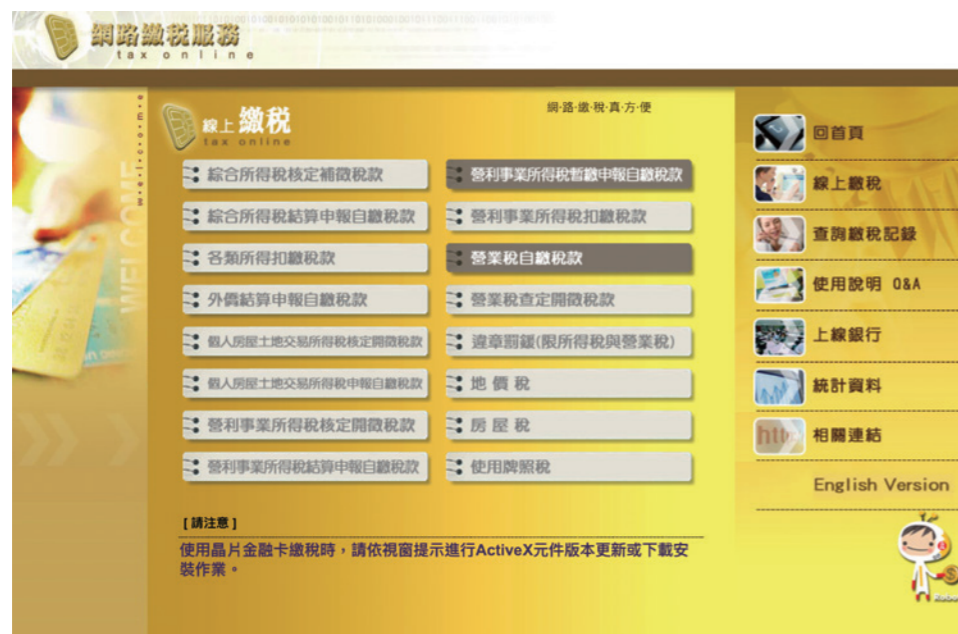 網路繳稅服務
tax online
welcome
WELCOME
線上繳稅
tax online
網‧路‧繳‧稅‧真‧方‧便
綜合所得稅核定補徵稅款
營利事業所得稅暫繳申報自繳稅款
綜合所得稅結算申報自繳稅款
營利事業所得稅扣繳稅款
各類所得扣繳稅款
營業稅自繳稅款
外僑結算申報自繳稅款
營業稅查定開徵稅款
個人房屋土地交易所得稅核定開徵稅款
違章罰鍰(限所得稅與營業稅)
個人房屋土地交易所得稅申報自繳稅款
地價稅
營利事業所得稅核定開徵稅款
房屋稅
營利事業所得稅結算申報自繳稅款
使用牌照稅
[請注意]
使用晶片金融卡繳稅時,請依視窗提示進行ActiveX元件版本更新或下載安
裝作業。
回首頁
線上繳稅
查詢繳稅記錄
使用說明 Q&A
上線銀行
統計資料
http
相關連結
English Version